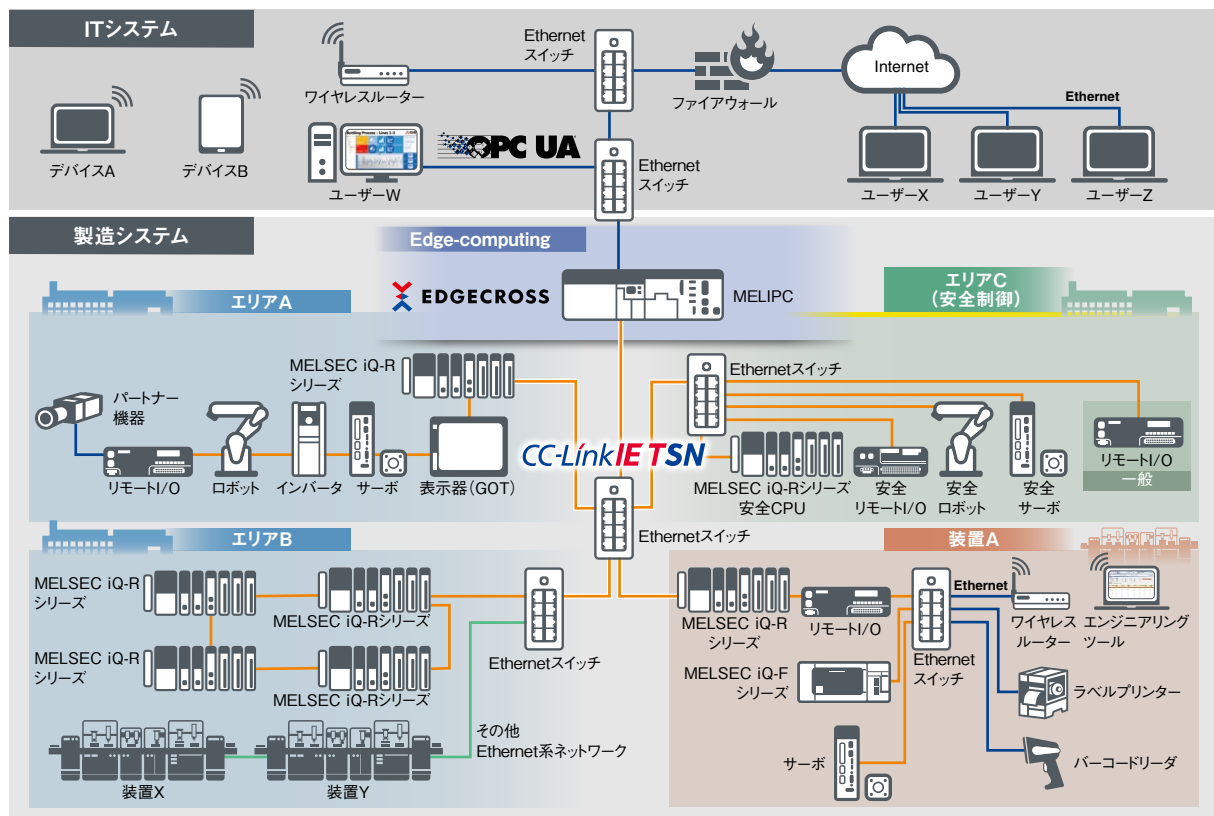 ITシステム
デバイスA
デバイスB
ワイヤレスルーター
Ethernet
スイッチ
ファイアウォール
Internet
Ethernet
ユーザーW
OPC UA
Ethernet
スイッチ
ユーザーX
ユーザーY
ユーザーZ
製造システム
Edge-computing
EDGECROSS
MELIPC
エリアA
MELSEC iQ-R
シリーズ
パートナー
機器
リモートI/O
ロボット
インバータ
サーボ
表示器(GOT)
CC-Link IE TSN
エリアC
(安全制御)
Ethernetスイッチ
MELSEC iQ-Rシリーズ
安全CPU
安全
リモートI/O
安全
ロボット
安全
サーボ
リモートI/O
一般
Ethernetスイッチ
エリアB
MELSEC iQ-R
シリーズ
MELSEC iQ-Rシリーズ
MELSEC iQ-R
シリーズ
MELSEC iQ-Rシリーズ
Ethernetスイッチ
その他
Ethernet系ネットワーク
装置X
装置Y
装置A
MELSEC iQ-R
シリーズ
リモートI/O
Ethernet
ワイヤレス
ルーター
エンジニアリング
ツール
MELSEC iQ-F
シリーズ
Ethernet
スイッチ
ラベルプリンター
サーボ
バーコードリーダ